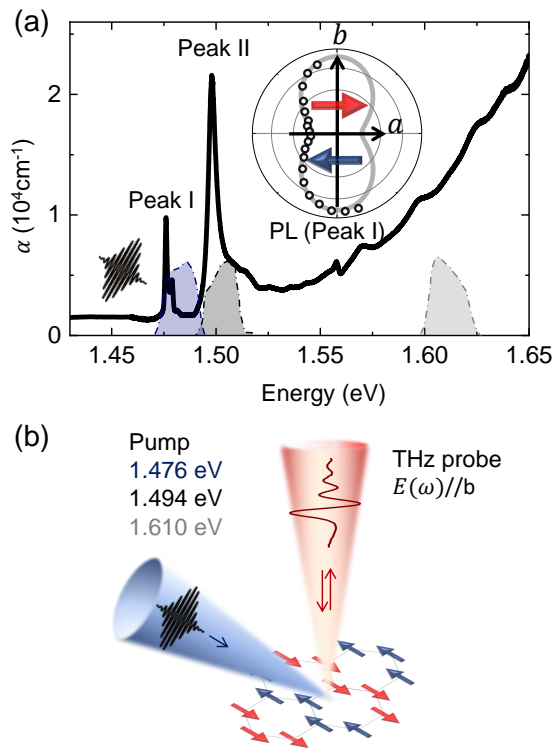 (a)
Peak II
Peak I
b
a
PL (Peak I)
α (10⁴cm⁻¹)
2
1
0
1.45 1.50 1.55 1.60 1.65
Energy (eV)
(b)
Pump
1.476 eV
1.494 eV
1.610 eV
THz probe
E(ω)//b